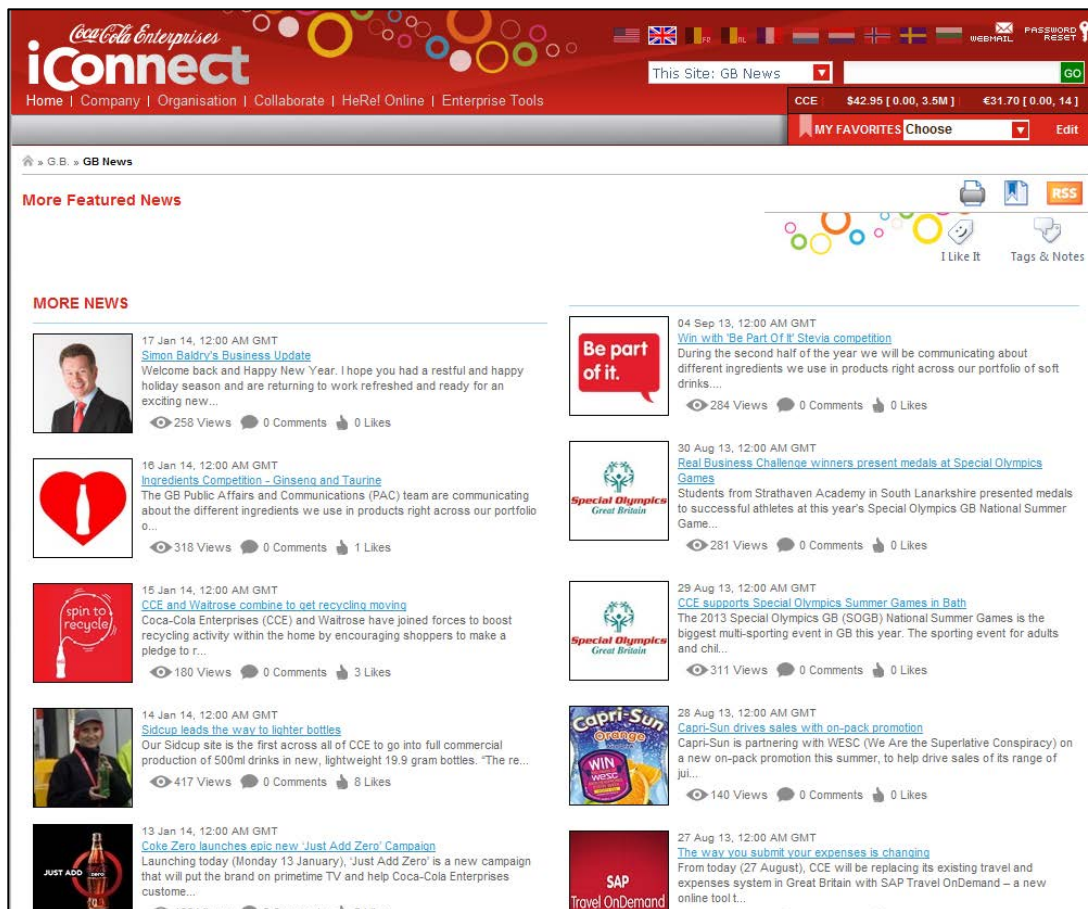 Coca-Cola Enterprises
iConnect
FR
NL
WEBMAIL
PASSWORD RESET
This Site: GB News
GO
Home | Company | Organisation | Collaborate | HeRe! Online | Enterprise Tools
CCE | $42.95 [ 0.00, 3.5M ] | €31.70 [ 0.00, 14 ]
MY FAVORITES Choose Edit
» G.B. » GB News
More Featured News
RSS
I Like It
Tags & Notes
MORE NEWS
17 Jan 14, 12:00 AM GMT
Simon Baldry's Business Update
Welcome back and Happy New Year. I hope you had a restful and happy
holiday season and are returning to work refreshed and ready for an
exciting new...
258 Views 0 Comments 0 Likes
16 Jan 14, 12:00 AM GMT
Ingredients Competition - Ginseng and Taurine
The GB Public Affairs and Communications (PAC) team are communicating
about the different ingredients we use in products right across our portfolio
o...
318 Views 0 Comments 1 Likes
spin to
recycle
15 Jan 14, 12:00 AM GMT
CCE and Waitrose combine to get recycling moving
Coca-Cola Enterprises (CCE) and Waitrose have joined forces to boost
recycling activity within the home by encouraging shoppers to make a
pledge to r...
180 Views 0 Comments 3 Likes
14 Jan 14, 12:00 AM GMT
Sidcup leads the way to lighter bottles
Our Sidcup site is the first across all of CCE to go into full commercial
production of 500ml drinks in new, lightweight 19.9 gram bottles. "The re...
417 Views 0 Comments 8 Likes
JUST ADD zero
13 Jan 14, 12:00 AM GMT
Coke Zero launches epic new 'Just Add Zero' Campaign
Launching today (Monday 13 January), 'Just Add Zero' is a new campaign
that will put the brand on primetime TV and help Coca-Cola Enterprises
custome...
Be part
of it.
04 Sep 13, 12:00 AM GMT
Win with 'Be Part Of It' Stevia competition
During the second half of the year we will be communicating about
different ingredients we use in products right across our portfolio of soft
drinks....
284 Views 0 Comments 0 Likes
Special Olympics
Great Britain
30 Aug 13, 12:00 AM GMT
Real Business Challenge winners present medals at Special Olympics
Games
Students from Strathaven Academy in South Lanarkshire presented medals
to successful athletes at this year's Special Olympics GB National Summer
Game...
281 Views 0 Comments 0 Likes
Special Olympics
Great Britain
29 Aug 13, 12:00 AM GMT
CCE supports Special Olympics Summer Games in Bath
The 2013 Special Olympics GB (SOGB) National Summer Games is the
biggest multi-sporting event in GB this year. The sporting event for adults
and chil...
311 Views 0 Comments 0 Likes
Capri-Sun
Orange
WIN
WESC
28 Aug 13, 12:00 AM GMT
Capri-Sun drives sales with on-pack promotion
Capri-Sun is partnering with WESC (We Are the Superlative Conspiracy) on
a new on-pack promotion this summer, to help drive sales of its range of
jui...
140 Views 0 Comments 0 Likes
SAP
Travel OnDemand
27 Aug 13, 12:00 AM GMT
The way you submit your expenses is changing
From today (27 August), CCE will be replacing its existing travel and
expenses system in Great Britain with SAP Travel OnDemand – a new
online tool t...